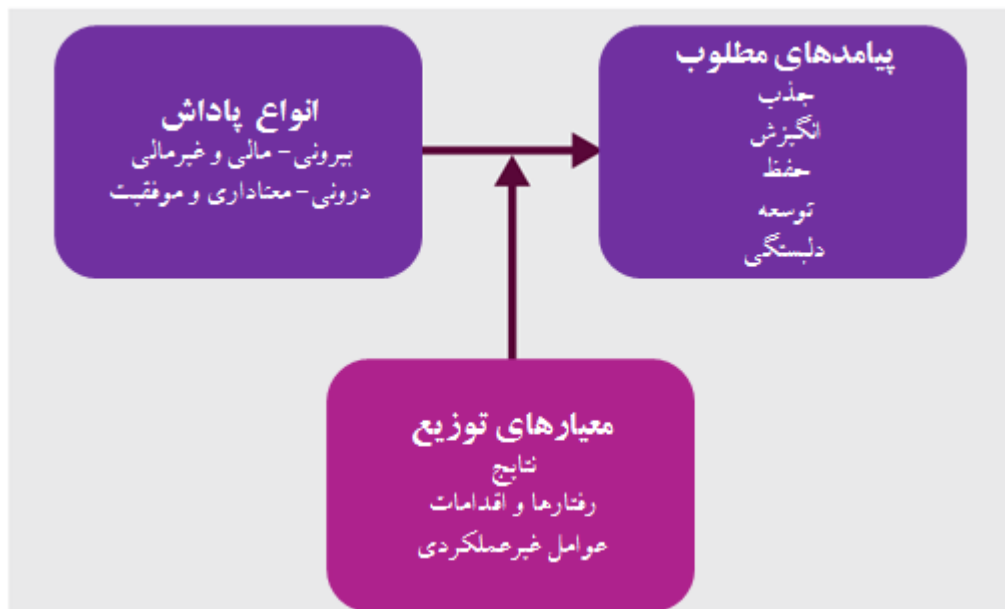 پیامدهای مطلوب
جذب
انگیزش
حفظ
توسعه
دلبستگی
انواع پاداش
بیرونی- مالی و غیرمالی
درونی- معناداری و موفقیت
معیارهای توزیع
نتایج
رفتارها و اقدامات
عوامل غیرعملکردی